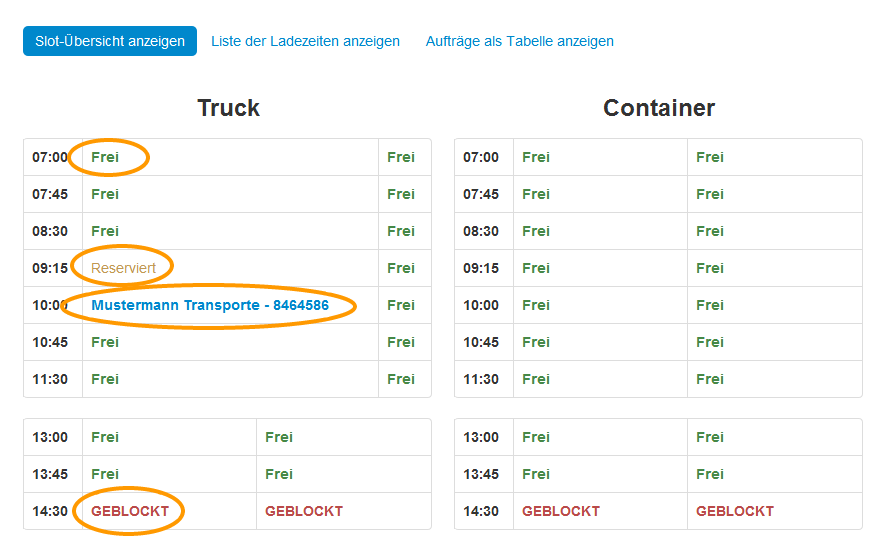 Slot-Übersicht anzeigen Liste der Ladezeiten anzeigen Aufträge als Tabelle anzeigen
Truck
07:00 Frei Frei
07:45 Frei Frei
08:30 Frei Frei
09:15 Reserviert Frei
10:00 Mustermann Transporte - 8464586 Frei
10:45 Frei Frei
11:30 Frei Frei
13:00 Frei Frei
13:45 Frei Frei
14:30 GEBLOCKT GEBLOCKT
Container
07:00 Frei Frei
07:45 Frei Frei
08:30 Frei Frei
09:15 Frei Frei
10:00 Frei Frei
10:45 Frei Frei
11:30 Frei Frei
13:00 Frei Frei
13:45 Frei Frei
14:30 GEBLOCKT GEBLOCKT